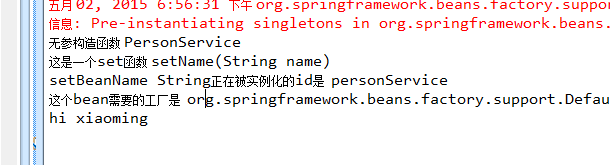 五月 02, 2015 6:56:31 下午 org.springframework.beans.factory.suppor
信息: Pre-instantiating singletons in org.springframework.beans.
无参构造函数 PersonService
这是一个set函数 setName(String name)
setBeanName String正在被实例化的id是 personService
这个bean需要的工厂是 org.springframework.beans.factory.support.Defau
hi xiaoming